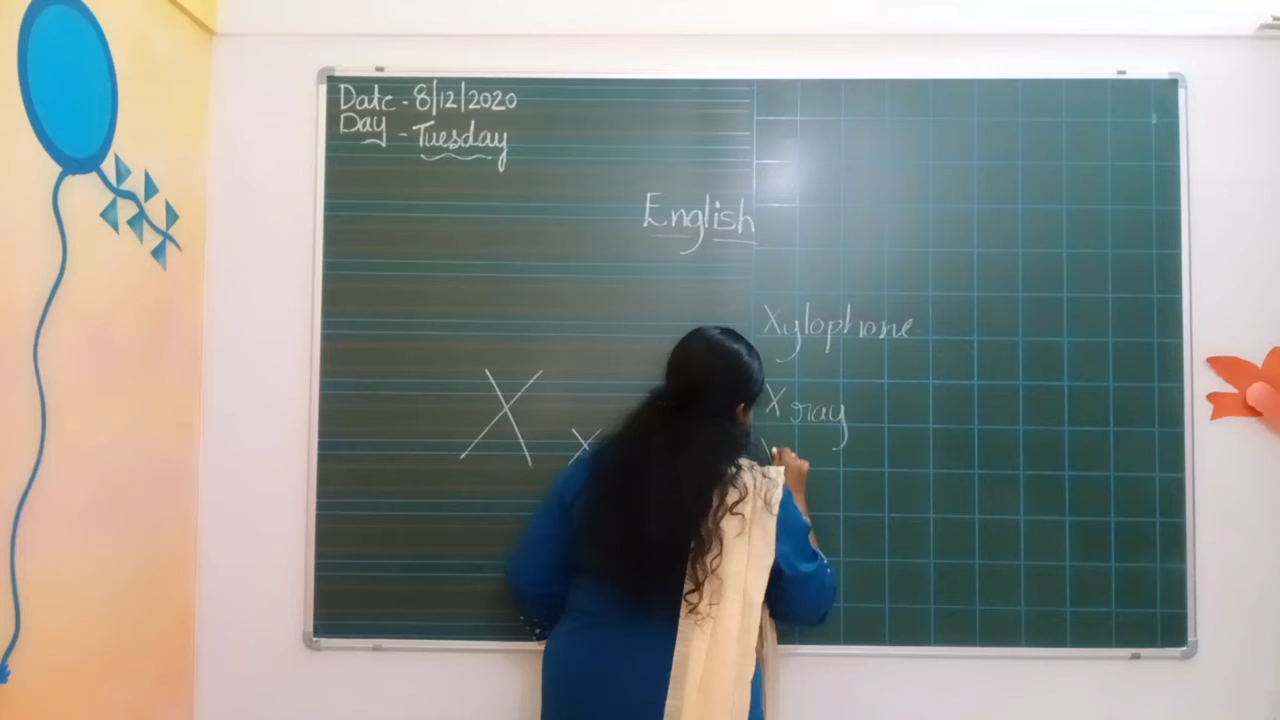 Date - 8/12/2020
Day - Tuesday
English
Xylophone
X x
X ray